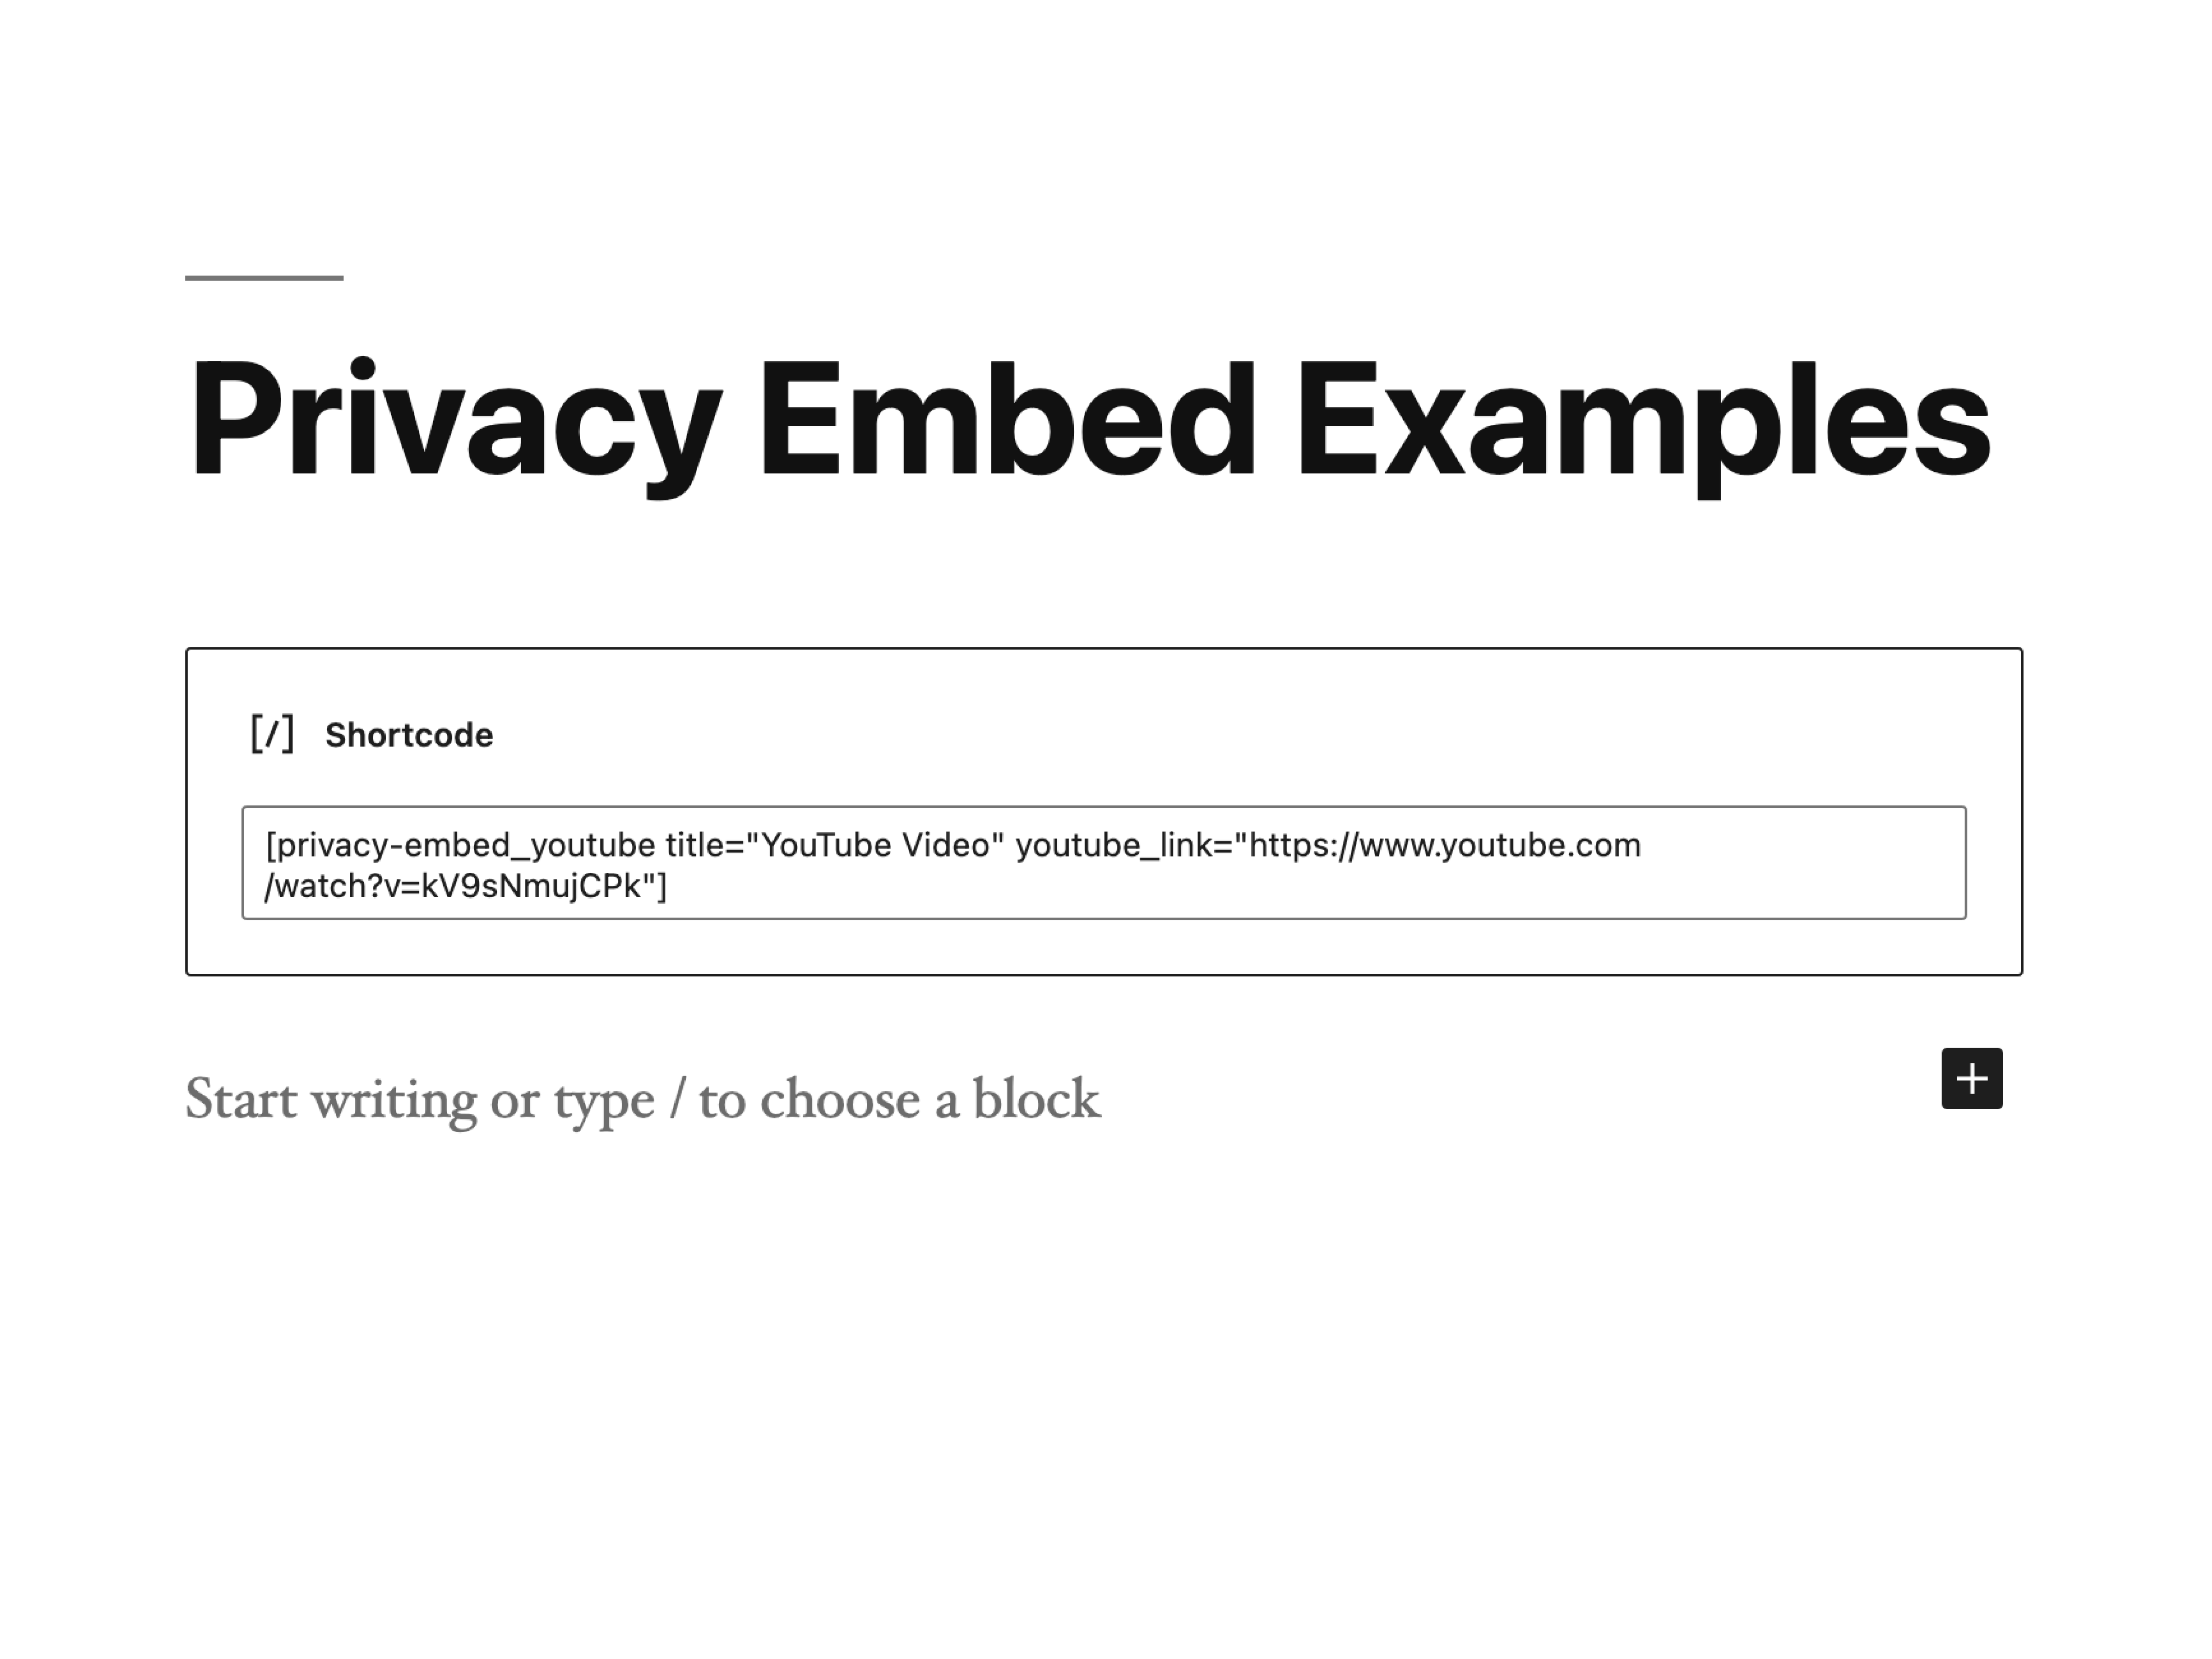 Privacy Embed Examples
[/] Shortcode
[privacy-embed_youtube title="YouTube Video" youtube_link="https://www.youtube.com
/watch?v=kV9sNmujCPk"]
Start writing or type / to choose a block